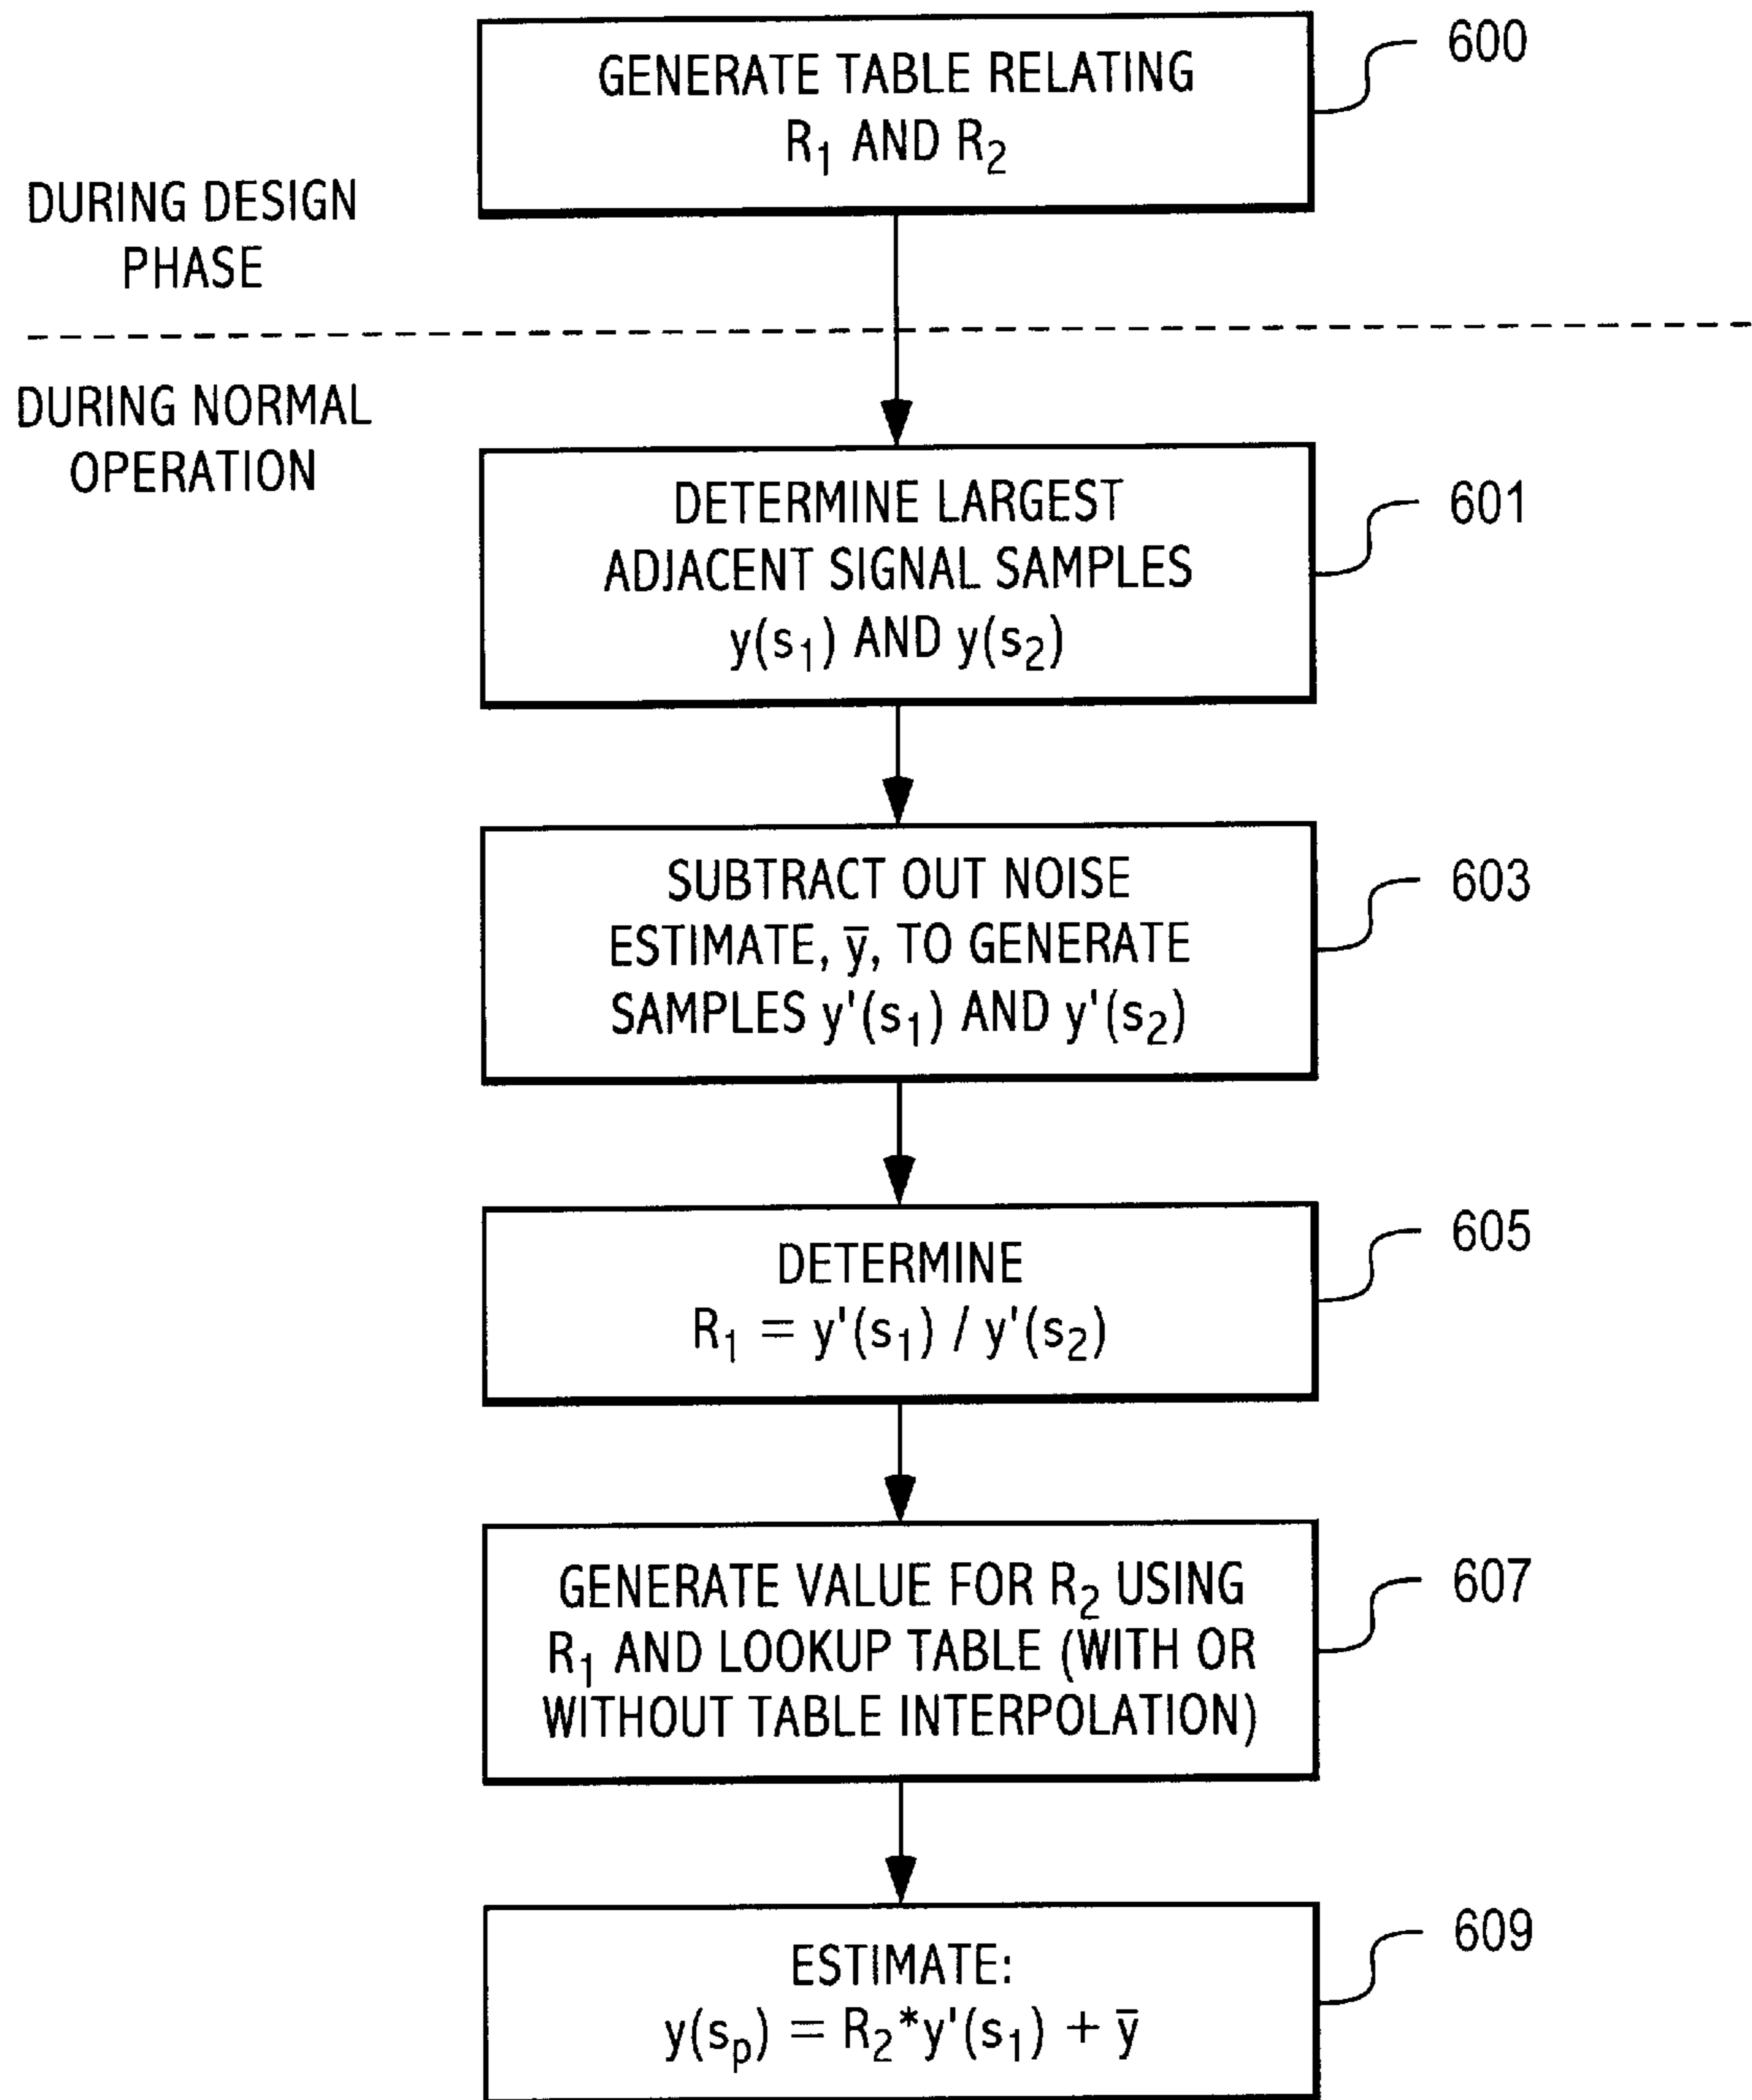 GENERATE TABLE RELATING
R₁ AND R₂
600
DURING DESIGN
PHASE
DURING NORMAL
OPERATION
DETERMINE LARGEST
ADJACENT SIGNAL SAMPLES
y(s₁) AND y(s₂)
601
SUBTRACT OUT NOISE
ESTIMATE, y̅, TO GENERATE
SAMPLES y'(s₁) AND y'(s₂)
603
DETERMINE
R₁ = y'(s₁) / y'(s₂)
605
GENERATE VALUE FOR R₂ USING
R₁ AND LOOKUP TABLE (WITH OR
WITHOUT TABLE INTERPOLATION)
607
ESTIMATE:
y(sₚ) = R₂*y'(s₁) + y̅
609